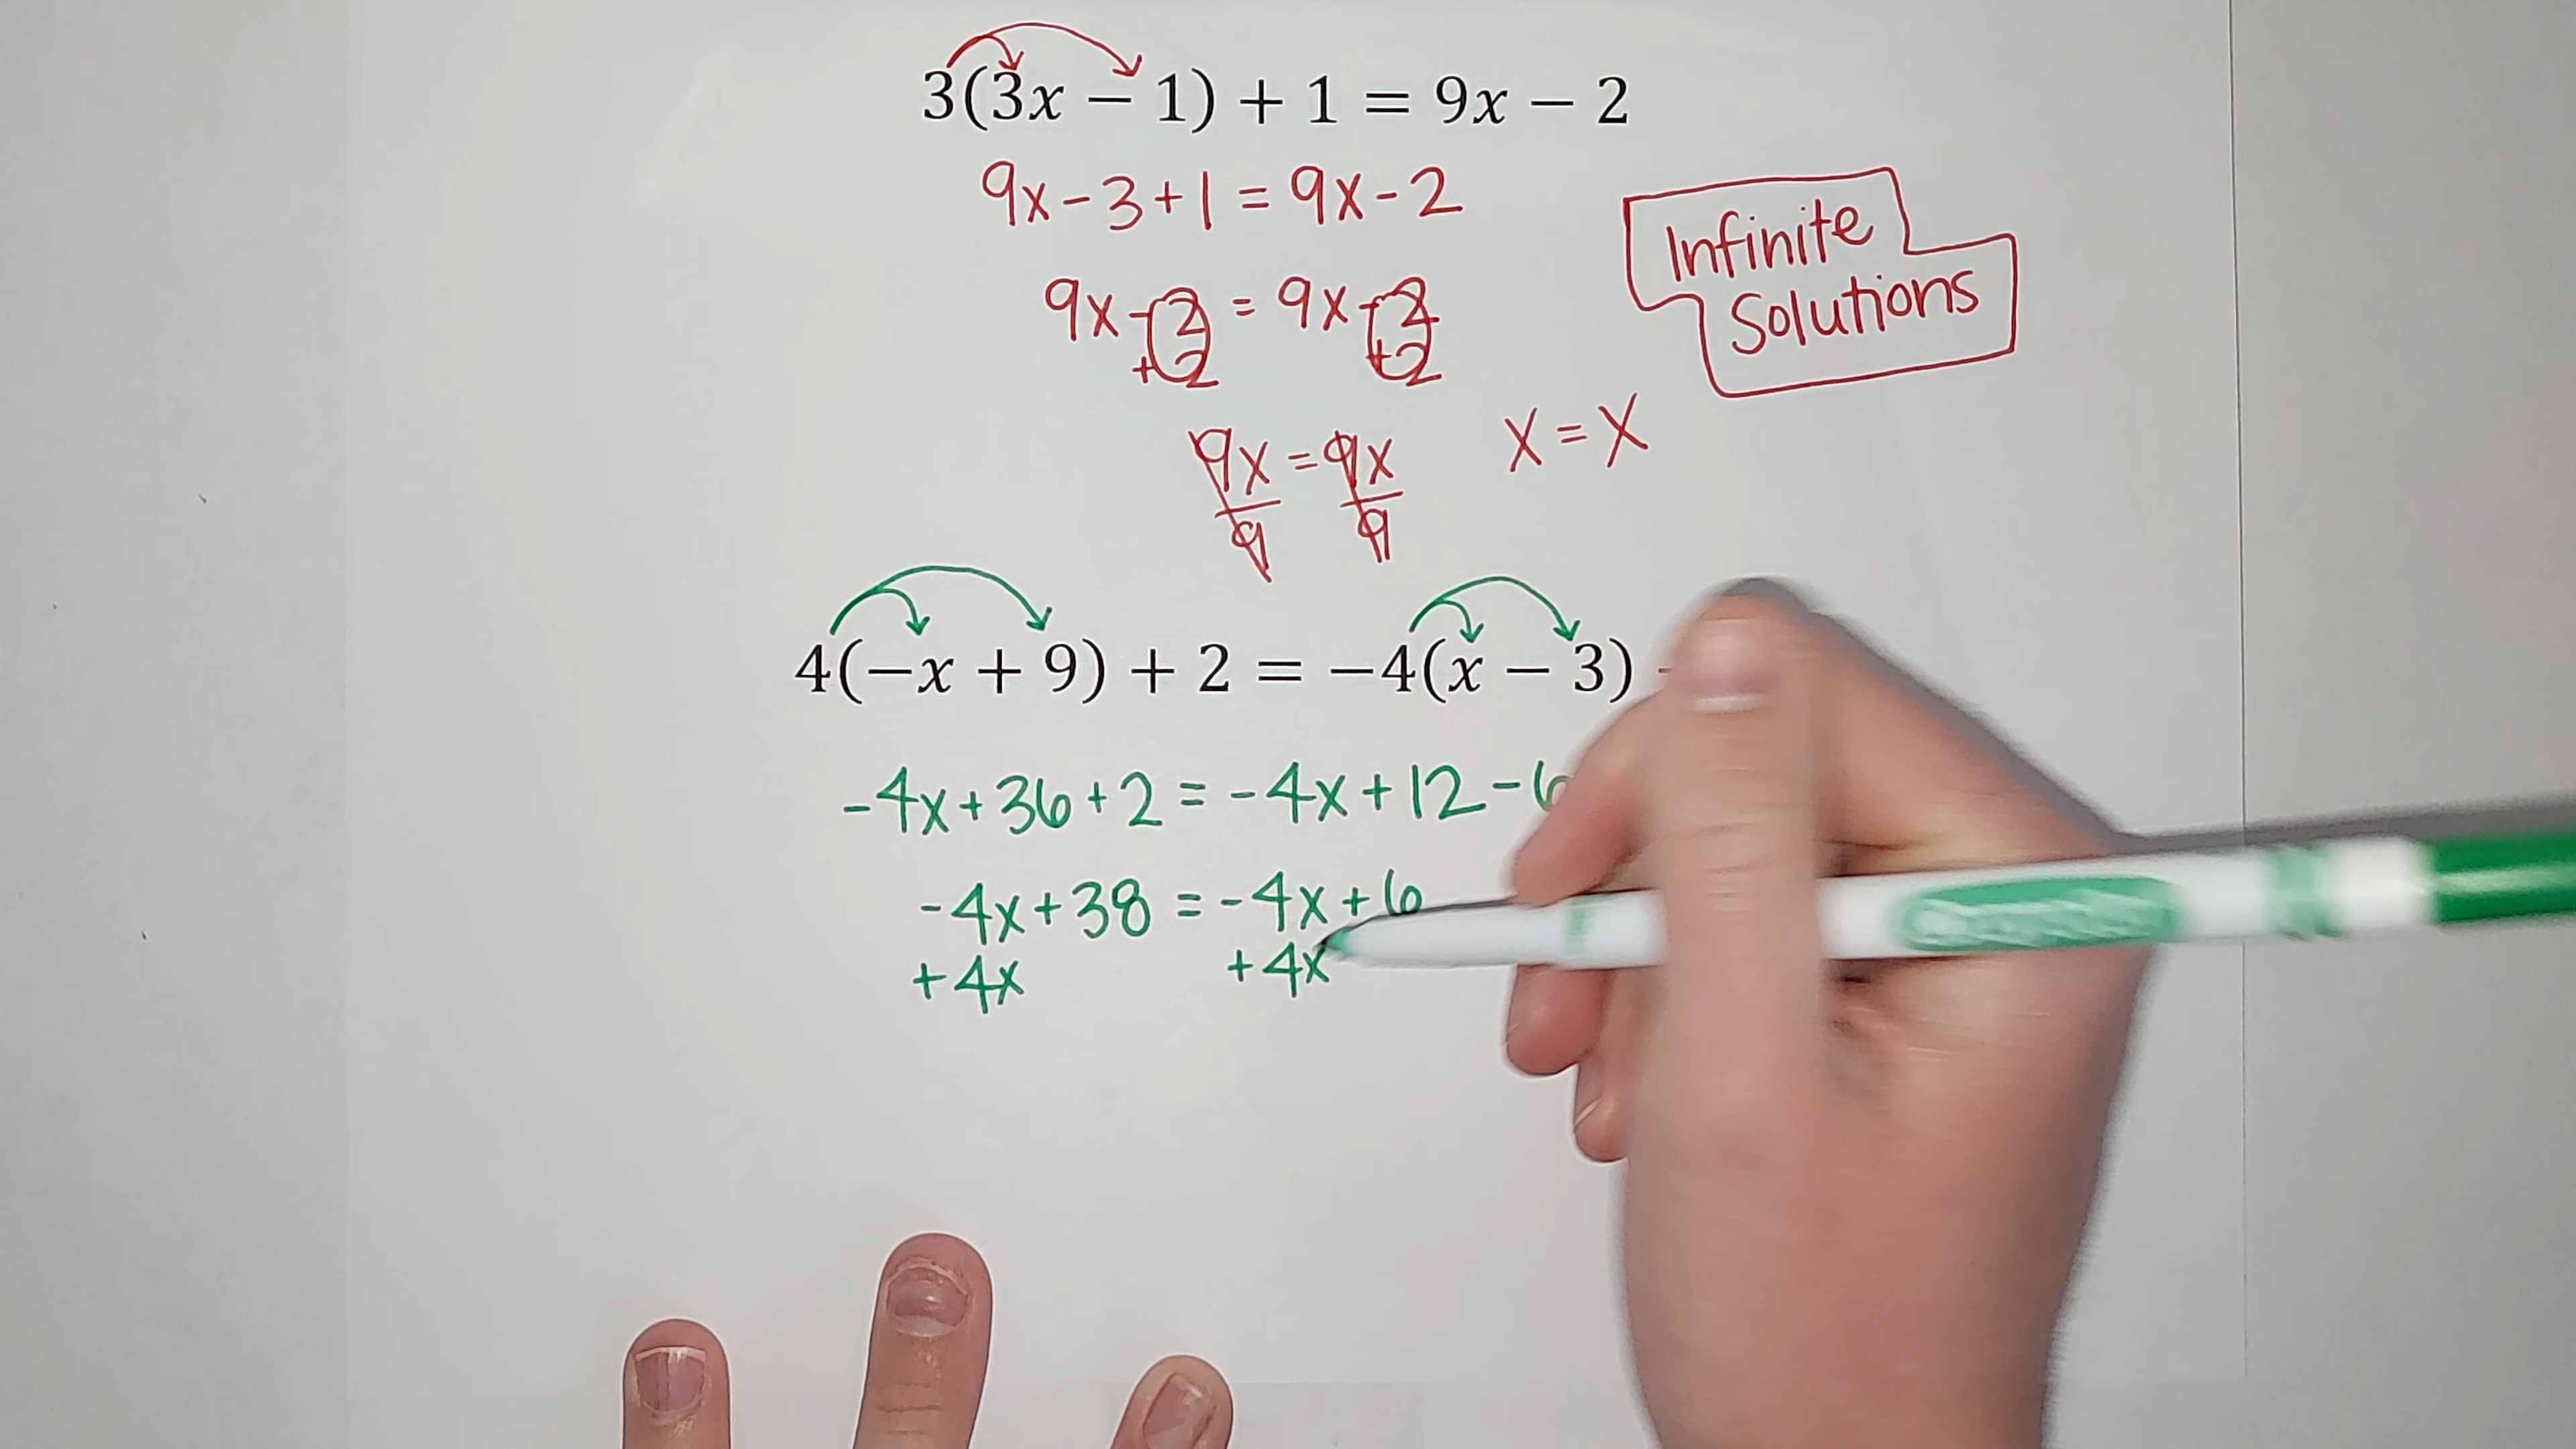 3(3x − 1) + 1 = 9x − 2
9x - 3 + 1 = 9x - 2
Infinite
Solutions
9x - 2 = 9x - 2
+ 2 + 2
9x = 9x
9 9
x = x
4(−x + 9) + 2 = −4(x − 3) -
-4x + 36 + 2 = -4x + 12 - 6
-4x + 38 = -4x + 6
+ 4x + 4x